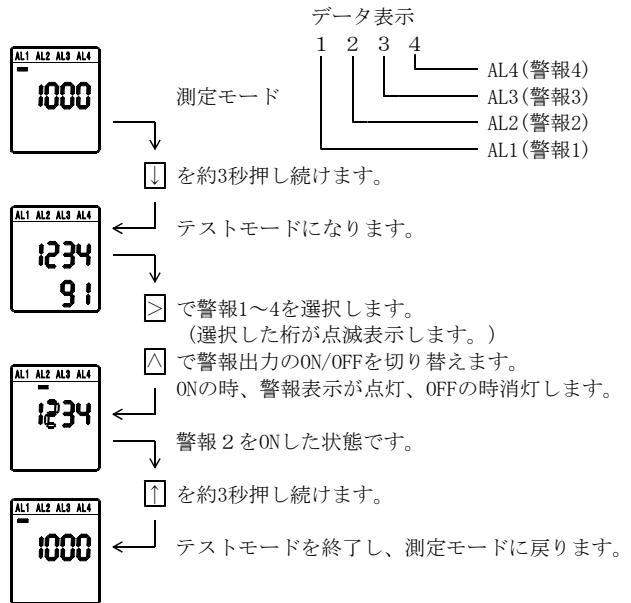 データ表示
1 2 3 4
AL4(警報4)
AL3(警報3)
AL2(警報2)
AL1(警報1)
AL1 AL2 AL3 AL4
1000
測定モード
↓ を約3秒押し続けます。
AL1 AL2 AL3 AL4
1234
91
テストモードになります。
> で警報1～4を選択します。
(選択した桁が点滅表示します。)
∧ で警報出力のON/OFFを切り替えます。
ONの時、警報表示が点灯、OFFの時消灯します。
AL1 AL2 AL3 AL4
1234
警報２をONした状態です。
↑ を約3秒押し続けます。
AL1 AL2 AL3 AL4
1000
テストモードを終了し、測定モードに戻ります。